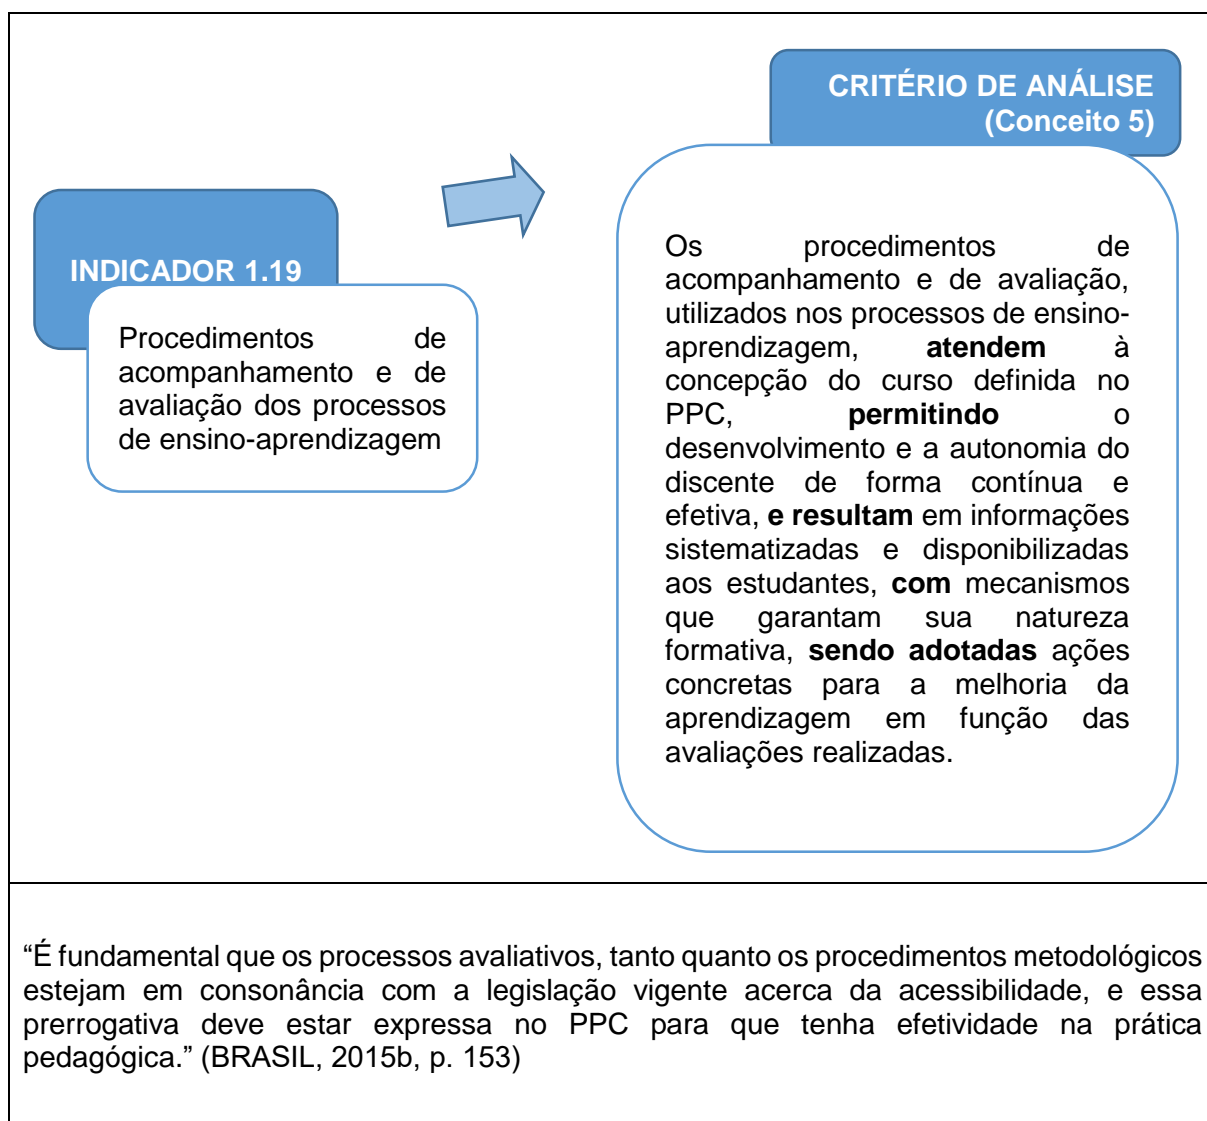 INDICADOR 1.19
Procedimentos de
acompanhamento e de
avaliação dos processos
de ensino-aprendizagem
CRITÉRIO DE ANÁLISE
(Conceito 5)
Os procedimentos de
acompanhamento e de avaliação,
utilizados nos processos de ensino-
aprendizagem, atendem à
concepção do curso definida no
PPC, permitindo o
desenvolvimento e a autonomia do
discente de forma contínua e
efetiva, e resultam em informações
sistematizadas e disponibilizadas
aos estudantes, com mecanismos
que garantam sua natureza
formativa, sendo adotadas ações
concretas para a melhoria da
aprendizagem em função das
avaliações realizadas.
“É fundamental que os processos avaliativos, tanto quanto os procedimentos metodológicos
estejam em consonância com a legislação vigente acerca da acessibilidade, e essa
prerrogativa deve estar expressa no PPC para que tenha efetividade na prática
pedagógica.” (BRASIL, 2015b, p. 153)